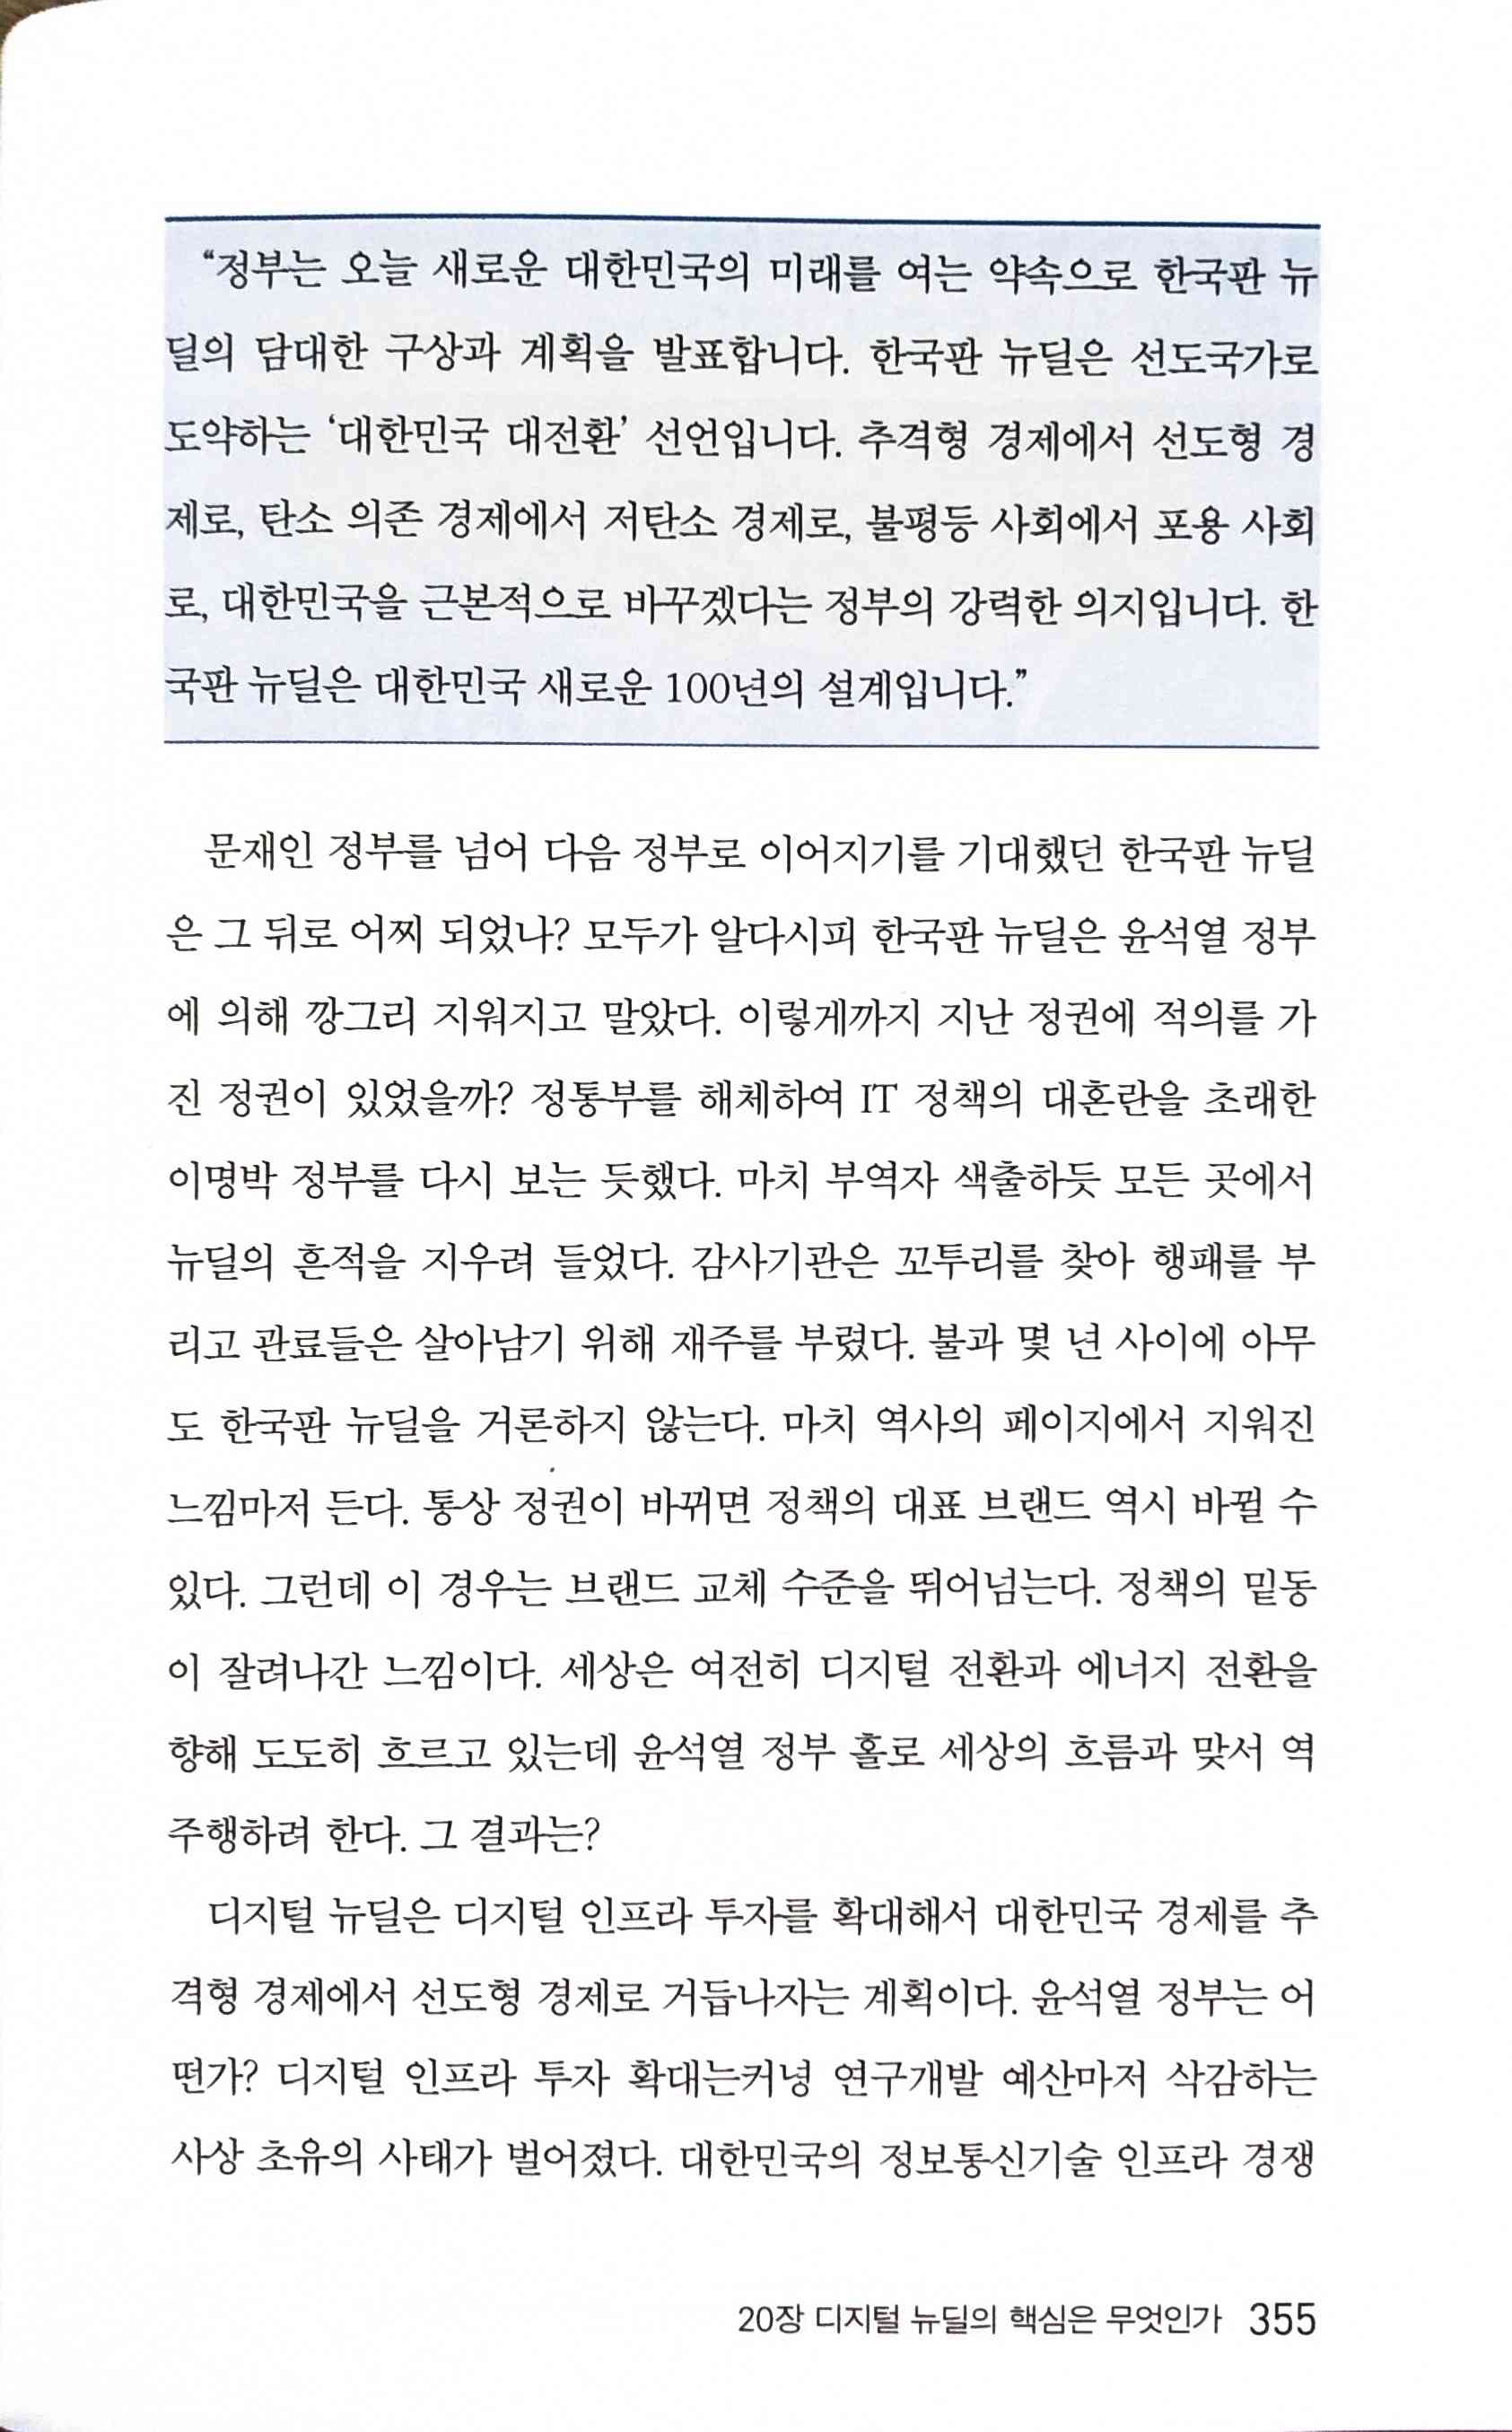 “정부는 오늘 새로운 대한민국의 미래를 여는 약속으로 한국판 뉴
딜의 담대한 구상과 계획을 발표합니다. 한국판 뉴딜은 선도국가로
도약하는 ‘대한민국 대전환’ 선언입니다. 추격형 경제에서 선도형 경
제로, 탄소 의존 경제에서 저탄소 경제로, 불평등 사회에서 포용 사회
로, 대한민국을 근본적으로 바꾸겠다는 정부의 강력한 의지입니다. 한
국판 뉴딜은 대한민국 새로운 100년의 설계입니다.”
문재인 정부를 넘어 다음 정부로 이어지기를 기대했던 한국판 뉴딜
은 그 뒤로 어찌 되었나? 모두가 알다시피 한국판 뉴딜은 윤석열 정부
에 의해 깡그리 지워지고 말았다. 이렇게까지 지난 정권에 적의를 가
진 정권이 있었을까? 정통부를 해체하여 IT 정책의 대혼란을 초래한
이명박 정부를 다시 보는 듯했다. 마치 부역자 색출하듯 모든 곳에서
뉴딜의 흔적을 지우려 들었다. 감사기관은 꼬투리를 찾아 행패를 부
리고 관료들은 살아남기 위해 재주를 부렸다. 불과 몇 년 사이에 아무
도 한국판 뉴딜을 거론하지 않는다. 마치 역사의 페이지에서 지워진
느낌마저 든다. 통상 정권이 바뀌면 정책의 대표 브랜드 역시 바뀔 수
있다. 그런데 이 경우는 브랜드 교체 수준을 뛰어넘는다. 정책의 밑동
이 잘려나간 느낌이다. 세상은 여전히 디지털 전환과 에너지 전환을
향해 도도히 흐르고 있는데 윤석열 정부 홀로 세상의 흐름과 맞서 역
주행하려 한다. 그 결과는?
디지털 뉴딜은 디지털 인프라 투자를 확대해서 대한민국 경제를 추
격형 경제에서 선도형 경제로 거듭나자는 계획이다. 윤석열 정부는 어
떤가? 디지털 인프라 투자 확대는커녕 연구개발 예산마저 삭감하는
사상 초유의 사태가 벌어졌다. 대한민국의 정보통신기술 인프라 경쟁
20장 디지털 뉴딜의 핵심은 무엇인가 355